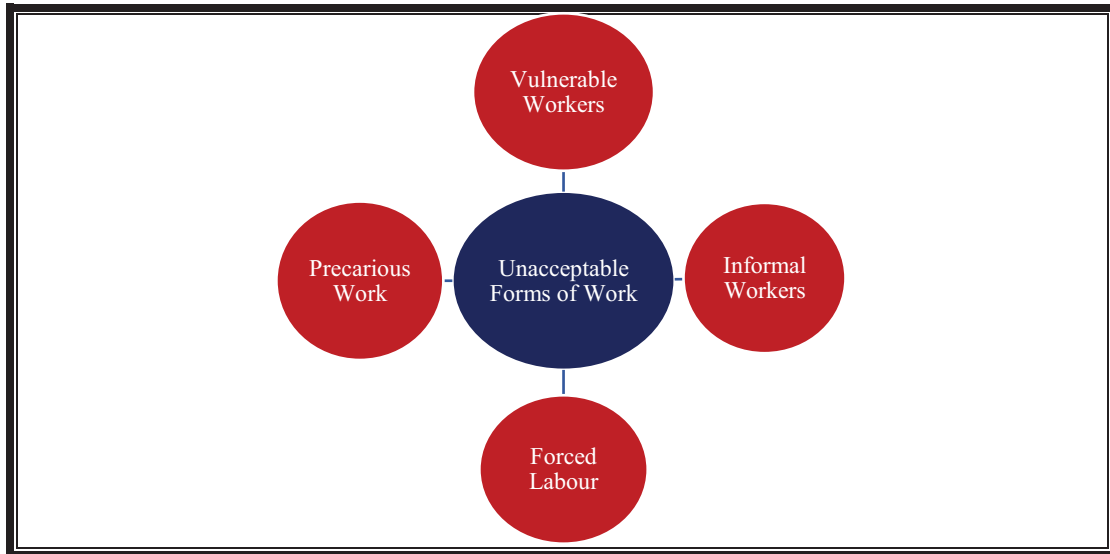 Vulnerable
Workers
Precarious
Work
Unacceptable
Forms of Work
Informal
Workers
Forced
Labour